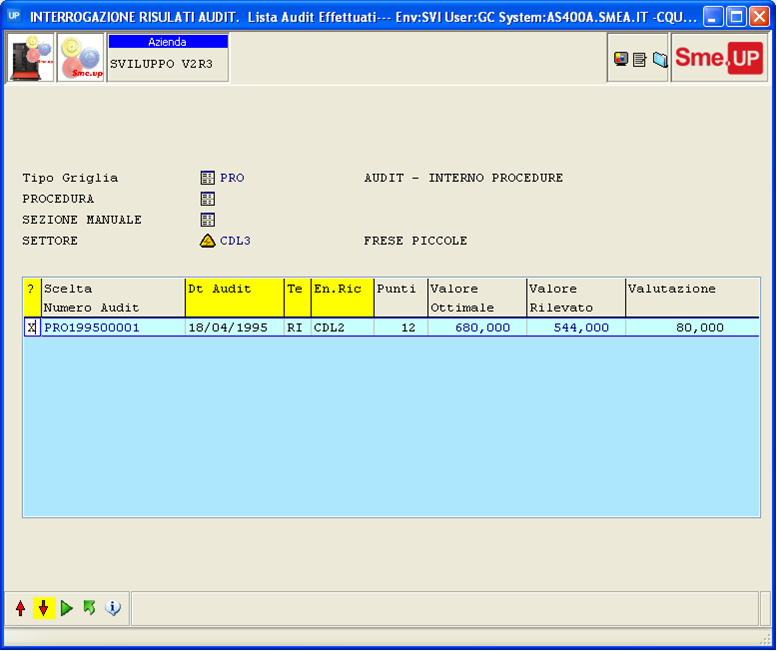 UP INTERROGAZIONE RISULATI AUDIT. Lista Audit Effettuati--- Env:SVI User:GC System:AS400A.SMEA.IT -CQU...
Sme.up
Azienda
SVILUPPO V2R3
Sme.UP
Tipo Griglia PRO AUDIT - INTERNO PROCEDURE
PROCEDURA
SEZIONE MANUALE
SETTORE CDL3 FRESE PICCOLE
? Scelta Dt Audit Te En.Ric Punti Valore Valore Valutazione
Numero Audit Ottimale Rilevato
X PRO199500001 18/04/1995 RI CDL2 12 680,000 544,000 80,000